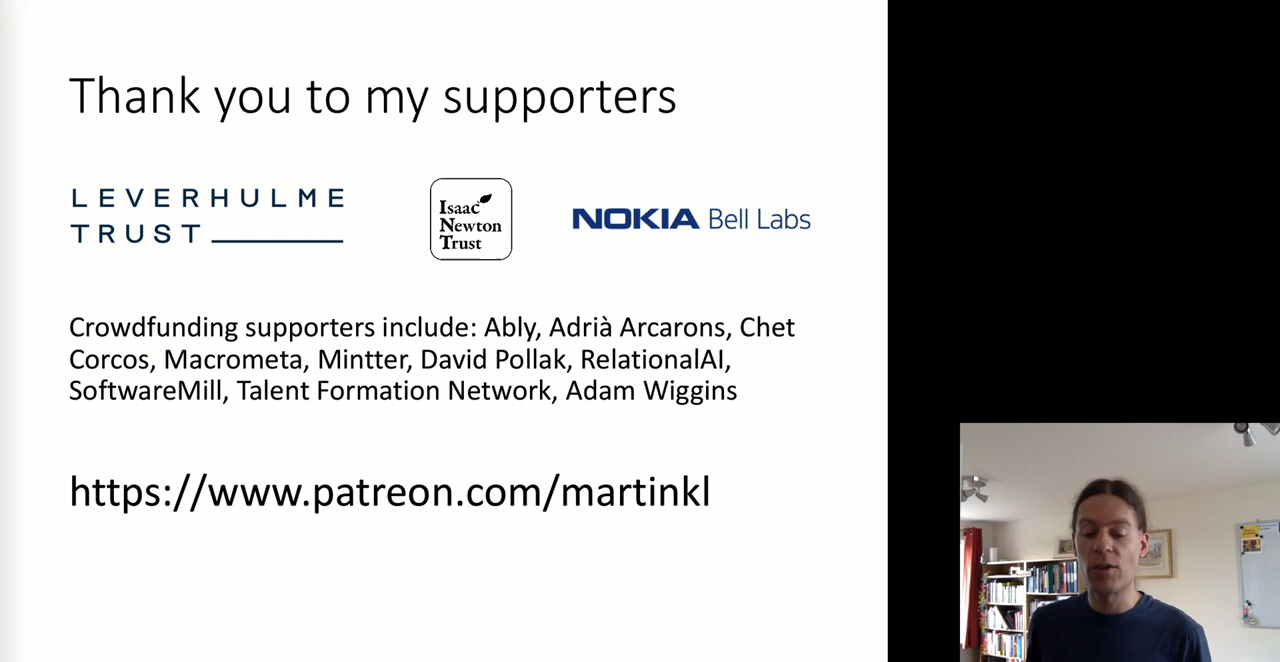 Thank you to my supporters
LEVERHULME
TRUST
Isaac
Newton
Trust
NOKIA Bell Labs
Crowdfunding supporters include: Ably, Adrià Arcarons, Chet
Corcos, Macrometa, Mintter, David Pollak, RelationalAI,
SoftwareMill, Talent Formation Network, Adam Wiggins
https://www.patreon.com/martinkl